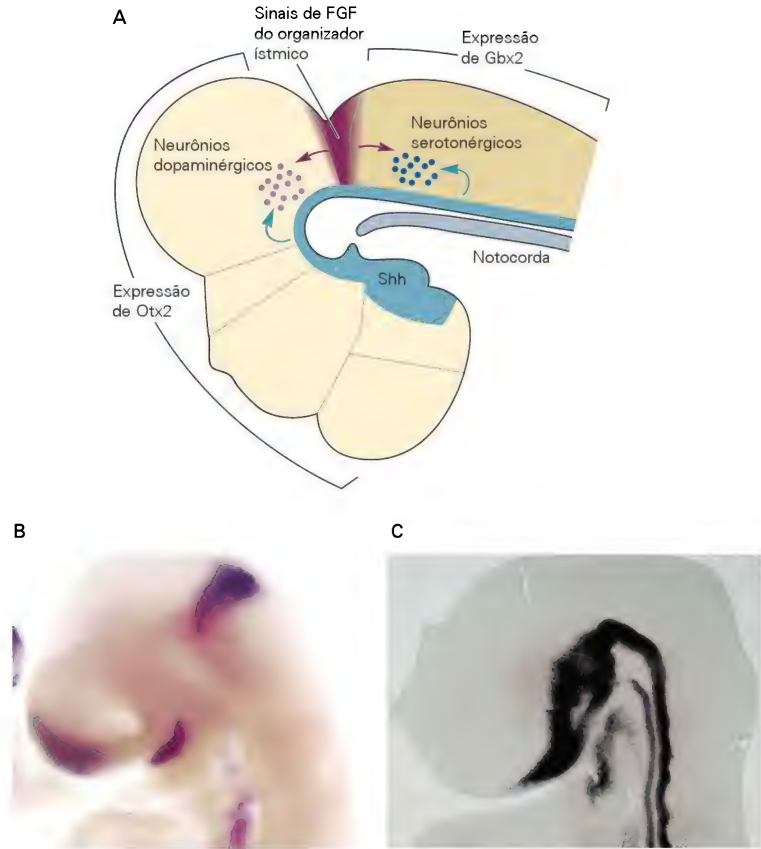 A
Sinais de FGF
do organizador
ístmico
Expressão
de Gbx2
Neurônios
dopaminérgicos
Neurônios
serotonérgicos
Notocorda
Shh
Expressão
de Otx2
B
C